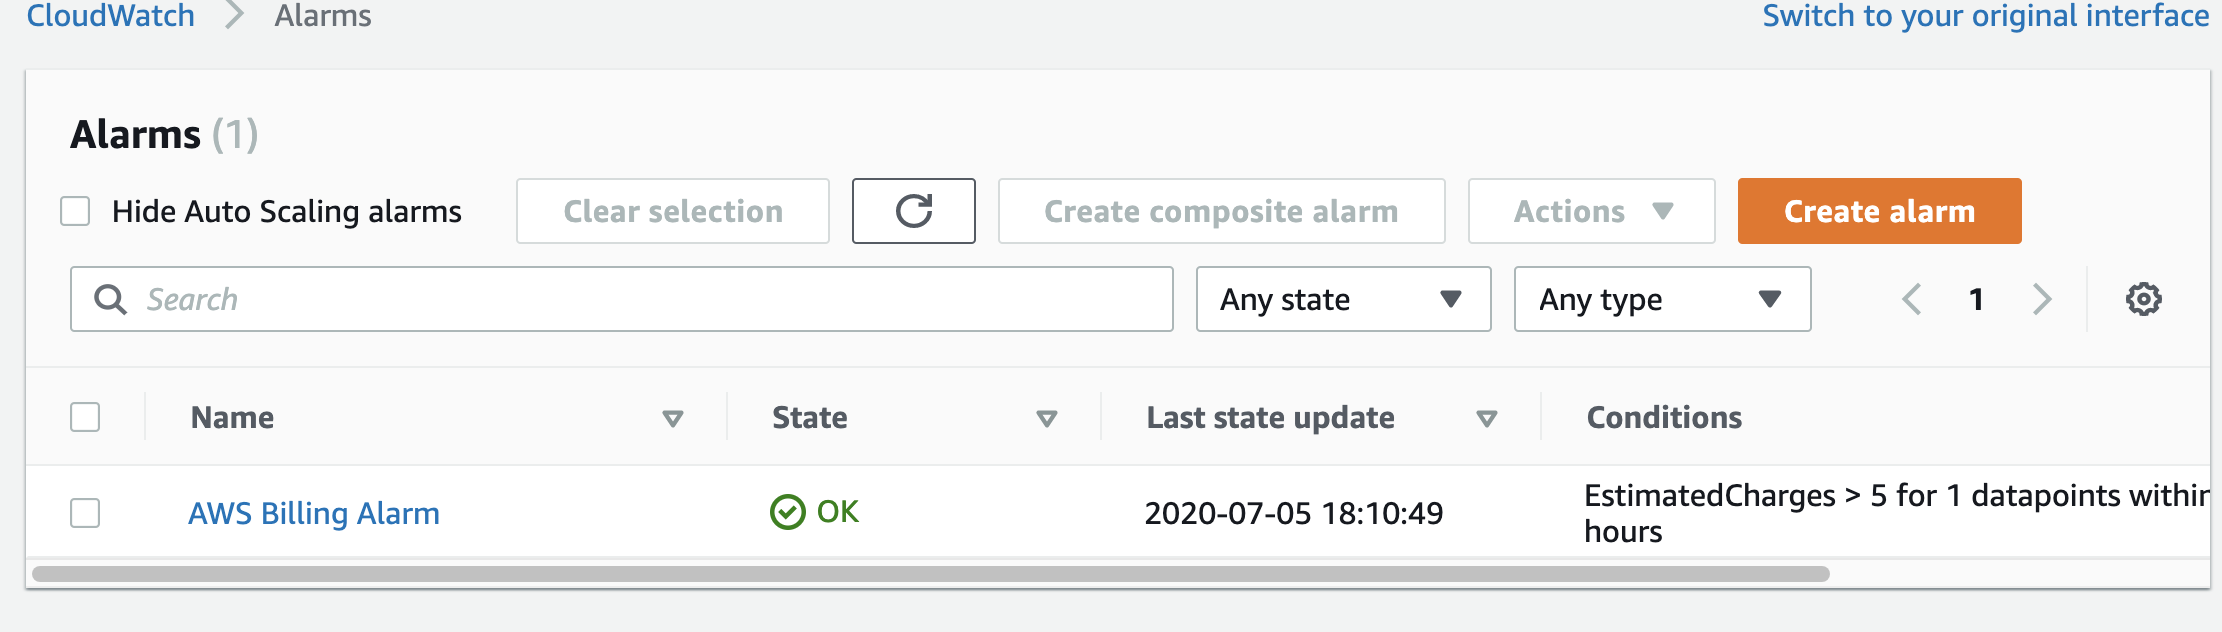 CloudWatch Alarms Switch to your original interface
Alarms (1)
Hide Auto Scaling alarms Clear selection Create composite alarm Actions Create alarm
Search Any state Any type 1
Name State Last state update Conditions
AWS Billing Alarm OK 2020-07-05 18:10:49 EstimatedCharges > 5 for 1 datapoints
hours